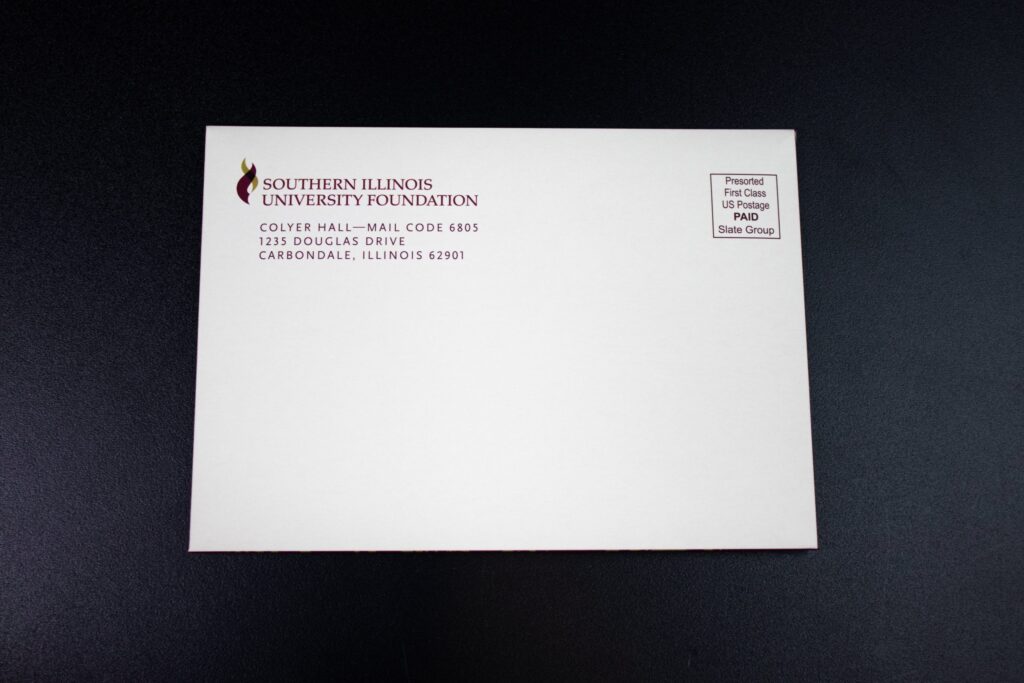 SOUTHERN ILLINOIS
UNIVERSITY FOUNDATION
COLYER HALL—MAIL CODE 6805
1235 DOUGLAS DRIVE
CARBONDALE, ILLINOIS 62901
Presorted
First Class
US Postage
PAID
Slate Group